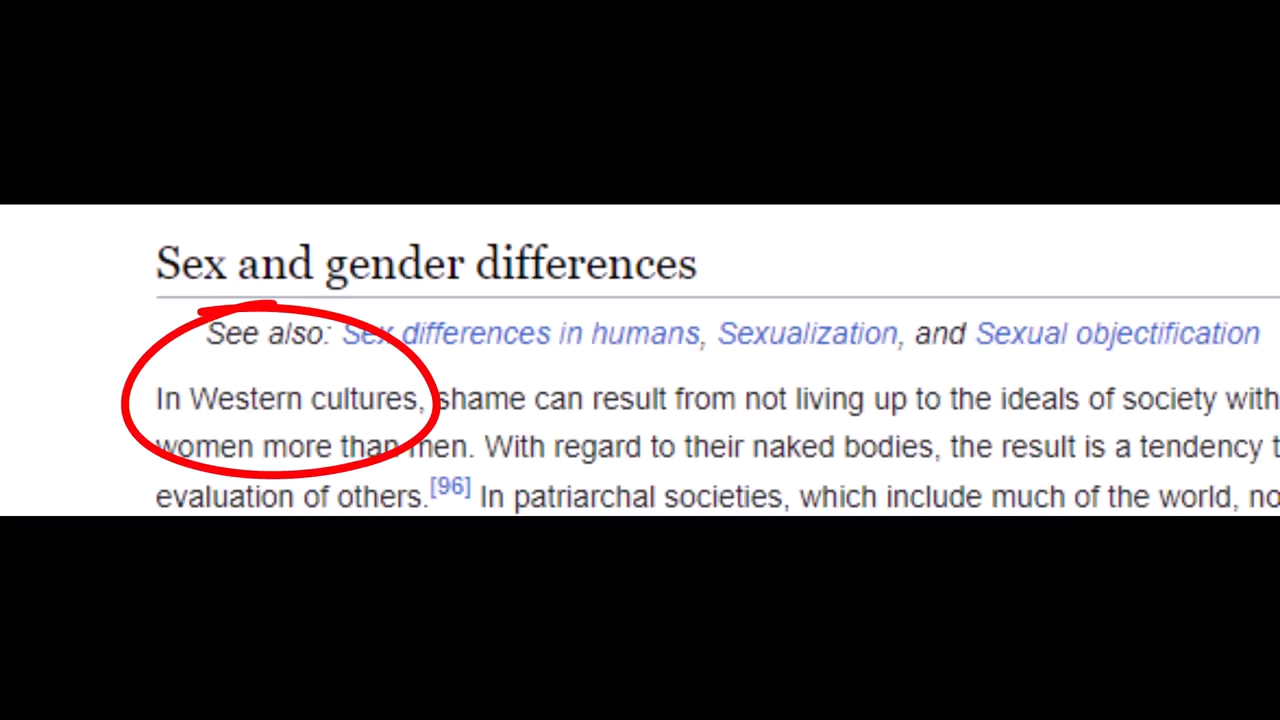 Sex and gender differences
See also: Sex differences in humans, Sexualization, and Sexual objectification
In Western cultures, shame can result from not living up to the ideals of society with
women more than men. With regard to their naked bodies, the result is a tendency t
evaluation of others.[96] In patriarchal societies, which include much of the world, no